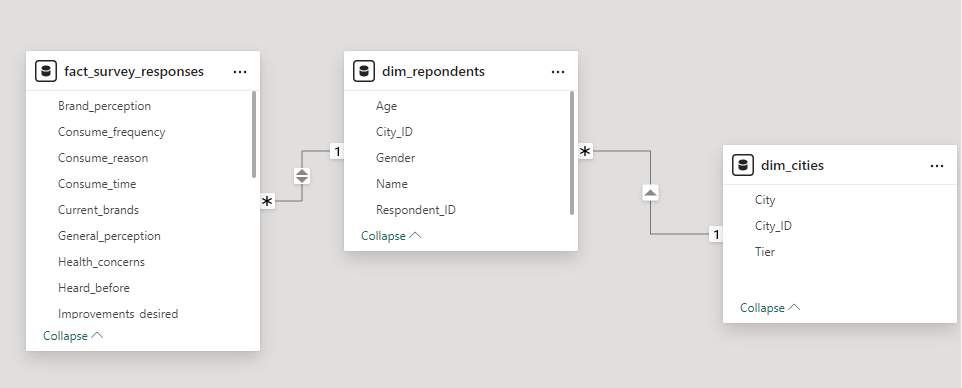 fact_survey_responses ...
Brand_perception
Consume_frequency
Consume_reason
Consume_time
Current_brands
General_perception
Health_concerns
Heard_before
Improvements_desired
Collapse
*
1
dim_repondents ...
Age
City_ID
Gender
Name
Respondent_ID
Collapse
*
1
dim_cities ...
City
City_ID
Tier
Collapse